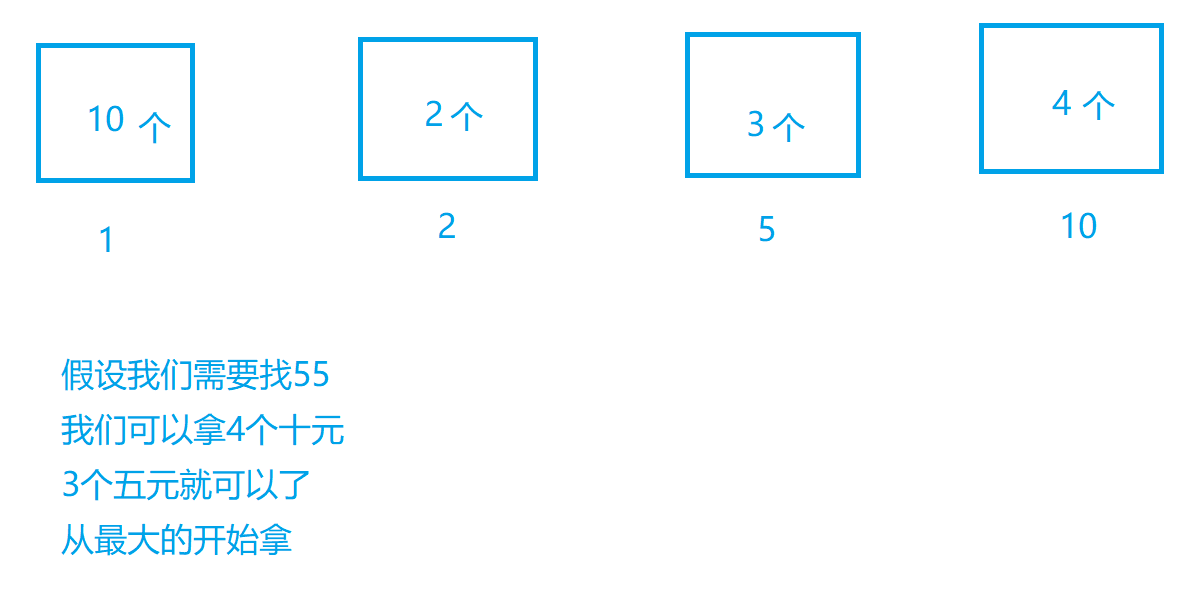 10 个
2 个
3 个
4 个
1
2
5
10
假设我们需要找55
我们可以拿4个十元
3个五元就可以了
从最大的开始拿